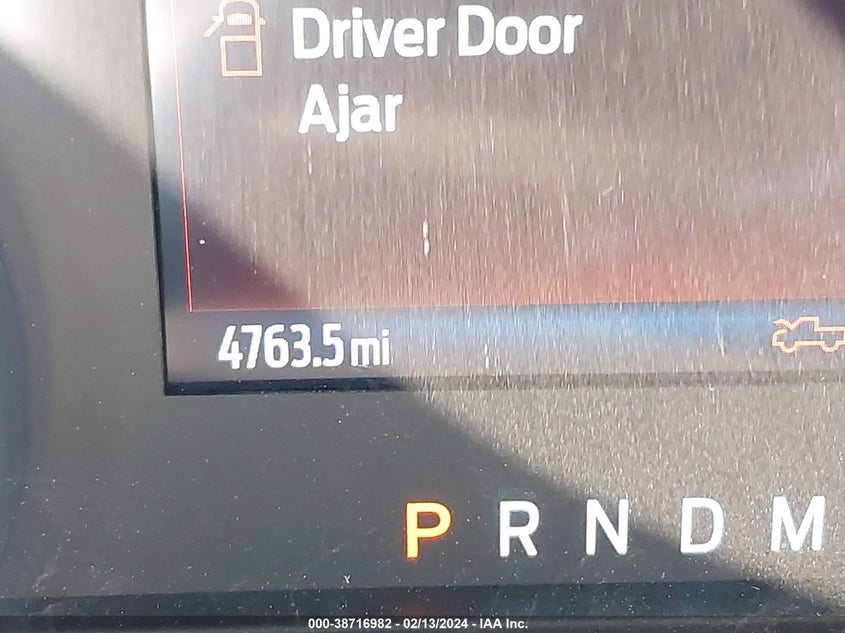 Driver Door
Ajar
4763.5 mi
P R N D M
000-38716982 - 02/13/2024 - IAA Inc.